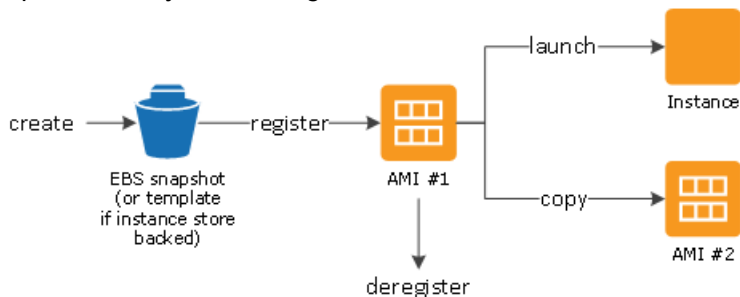 launch
Instance
create
register
EBS snapshot
(or template
if instance store
backed)
AMI #1
copy
AMI #2
deregister